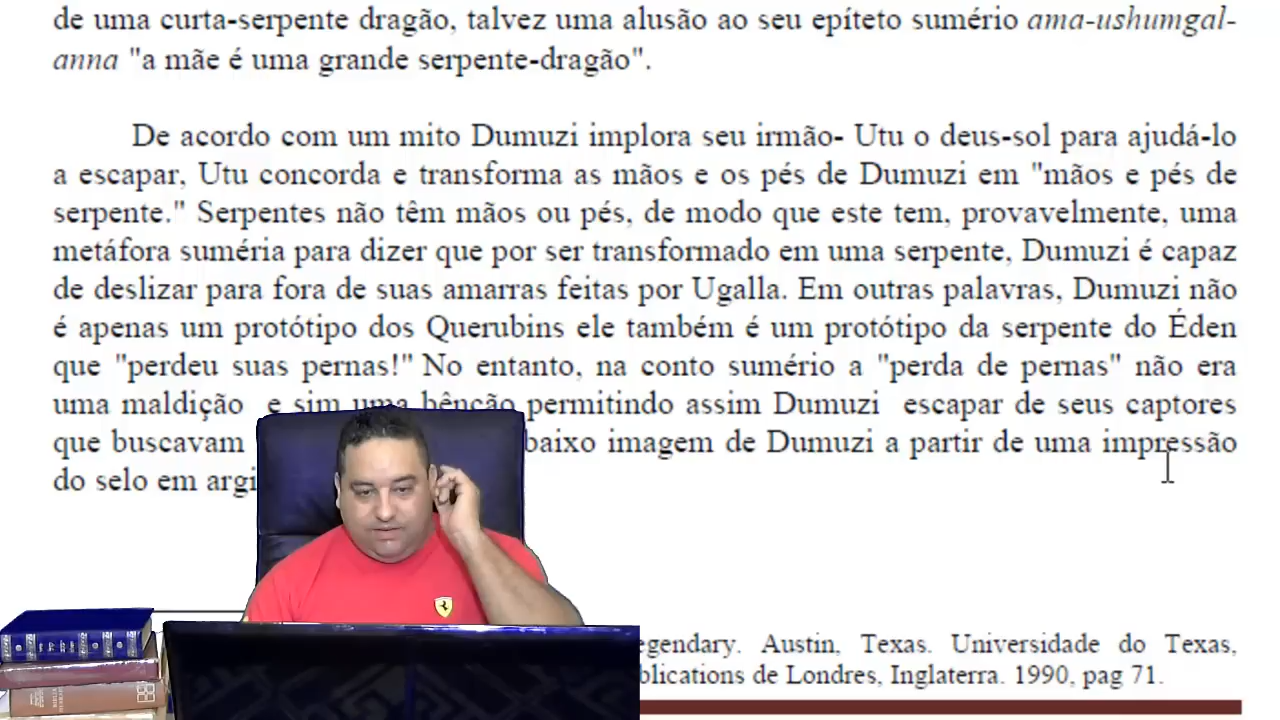 de uma curta-serpente dragão, talvez uma alusão ao seu epíteto sumério ama-ushumgal-
anna "a mãe é uma grande serpente-dragão".
De acordo com um mito Dumuzi implora seu irmão- Utu o deus-sol para ajudá-lo
a escapar, Utu concorda e transforma as mãos e os pés de Dumuzi em "mãos e pés de
serpente." Serpentes não têm mãos ou pés, de modo que este tem, provavelmente, uma
metáfora suméria para dizer que por ser transformado em uma serpente, Dumuzi é capaz
de deslizar para fora de suas amarras feitas por Ugalla. Em outras palavras, Dumuzi não
é apenas um protótipo dos Querubins ele também é um protótipo da serpente do Éden
que "perdeu suas pernas!" No entanto, na conto sumério a "perda de pernas" não era
uma maldição e sim uma bênção permitindo assim Dumuzi escapar de seus captores
que buscavam baixo imagem de Dumuzi a partir de uma impressão
do selo em argi
egendary. Austin, Texas. Universidade do Texas,
blications de Londres, Inglaterra. 1990, pag 71.